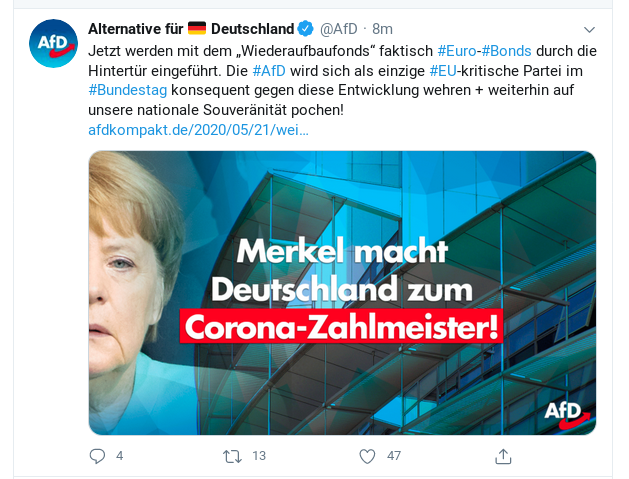 Alternative für 🇩🇪 Deutschland @AfD · 8m
Jetzt werden mit dem „Wiederaufbaufonds“ faktisch #Euro-#Bonds durch die
Hintertür eingeführt. Die #AfD wird sich als einzige #EU-kritische Partei im
#Bundestag konsequent gegen diese Entwicklung wehren + weiterhin auf
unsere nationale Souveränität pochen!
afdkompakt.de/2020/05/21/wei…
AfD
Merkel macht
Deutschland zum
Corona-Zahlmeister!
AfD
4 13 47